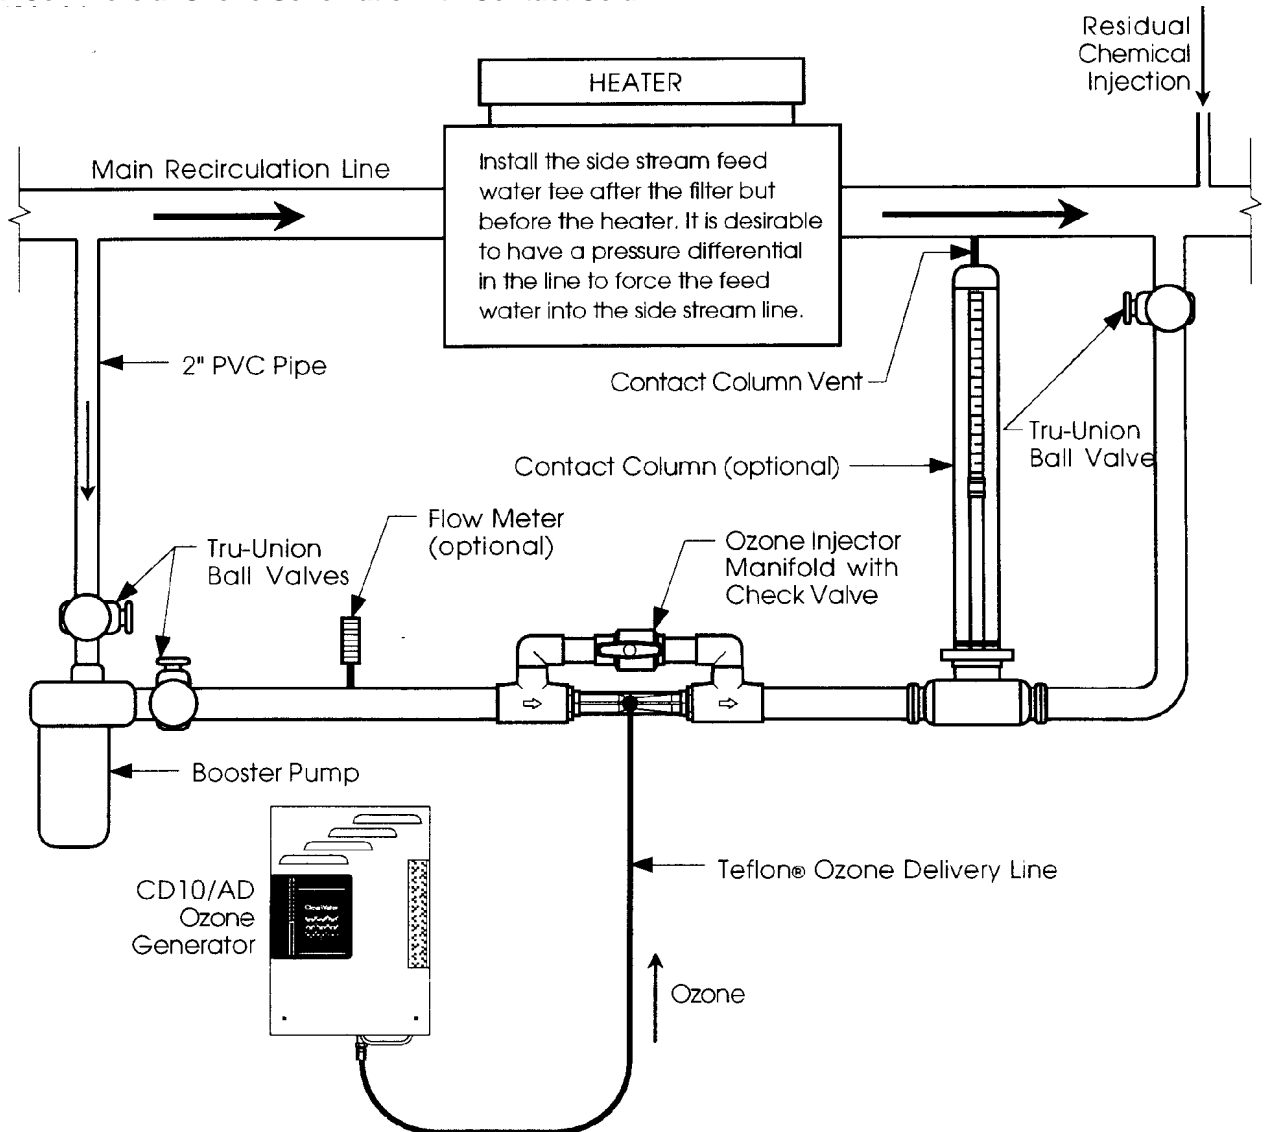 Residual
Chemical
Injection
HEATER
Main Recirculation Line
Install the side stream feed
water tee after the filter but
before the heater. It is desirable
to have a pressure differential
in the line to force the feed
water into the side stream line.
2" PVC Pipe
Contact Column Vent
Tru-Union
Ball Valve
Contact Column (optional)
Flow Meter
(optional)
Tru-Union
Ball Valves
Ozone Injector
Manifold with
Check Valve
Booster Pump
Teflon® Ozone Delivery Line
CD10/AD
Ozone
Generator
ClearWater
Ozone